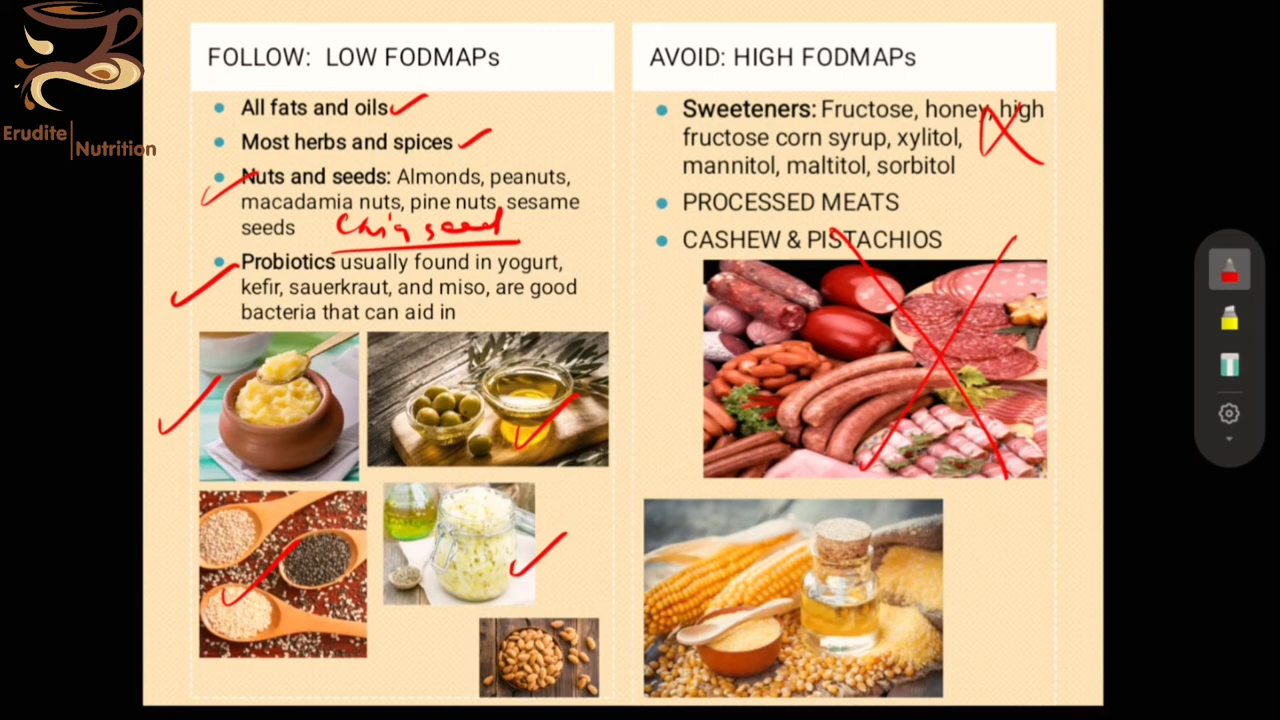 Erudite
Nutrition
FOLLOW: LOW FODMAPs
All fats and oils
Most herbs and spices
Nuts and seeds: Almonds, peanuts,
macadamia nuts, pine nuts, sesame
seeds
Chia seed
Probiotics usually found in yogurt,
kefir, sauerkraut, and miso, are good
bacteria that can aid in
AVOID: HIGH FODMAPs
Sweeteners: Fructose, honey, high
fructose corn syrup, xylitol,
mannitol, maltitol, sorbitol
PROCESSED MEATS
CASHEW & PISTACHIOS